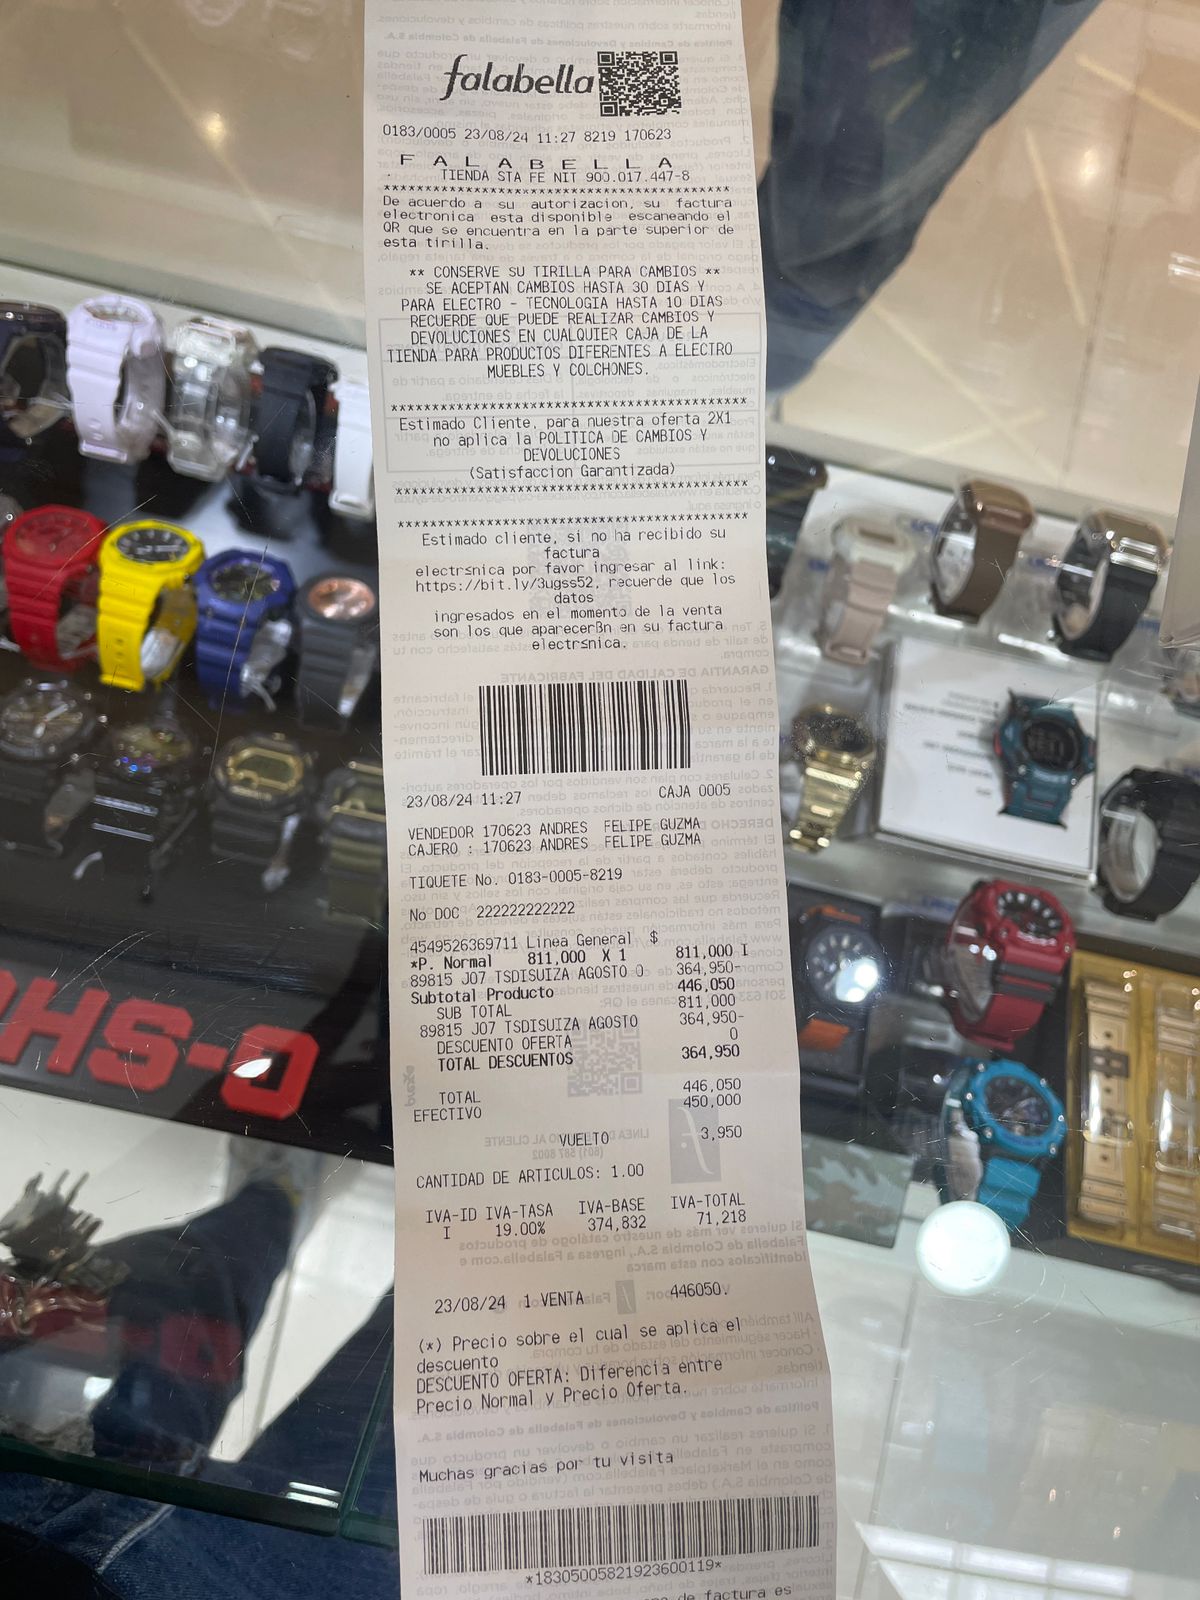 falabella
0183/0005 23/08/24 11:27 8219 170623
F A L A B E L L A
TIENDA STA FE NIT 900.017.447-8
******************************************
De acuerdo a su autorizacion, su factura
electronica esta disponible escaneando el
QR que se encuentra en la parte superior de
esta tirilla.
** CONSERVE SU TIRILLA PARA CAMBIOS **
SE ACEPTAN CAMBIOS HASTA 30 DIAS Y
PARA ELECTRO - TECNOLOGIA HASTA 10 DIAS
RECUERDE QUE PUEDE REALIZAR CAMBIOS Y
DEVOLUCIONES EN CUALQUIER CAJA DE LA
TIENDA PARA PRODUCTOS DIFERENTES A ELECTRO
MUEBLES Y COLCHONES.
******************************************
Estimado Cliente, para nuestra oferta 2X1
no aplica la POLITICA DE CAMBIOS Y
DEVOLUCIONES
(Satisfaccion Garantizada)
******************************************
******************************************
Estimado cliente, si no ha recibido su
factura
electrsnica por favor ingresar al link:
https://bit.ly/3ugss52, recuerde que los
datos
ingresados en el momento de la venta
son los que aparecerßn en su factura
electrsnica.
23/08/24 11:27 CAJA 0005
VENDEDOR 170623 ANDRES FELIPE GUZMA
CAJERO : 170623 ANDRES FELIPE GUZMA
TIQUETE No. 0183-0005-8219
No DOC 222222222222
4549526369711 Linea General $
*P. Normal 811,000 X 1 811,000 I
89815 J07 TSDISUIZA AGOSTO 0 364,950-
Subtotal Producto 446,050
SUB TOTAL 811,000
89815 J07 TSDISUIZA AGOSTO 364,950-
DESCUENTO OFERTA 0
TOTAL DESCUENTOS 364,950
TOTAL 446,050
EFECTIVO 450,000
VUELTO 3,950
CANTIDAD DE ARTICULOS: 1.00
IVA-ID IVA-TASA IVA-BASE IVA-TOTAL
I 19.00% 374,832 71,218
23/08/24 1 VENTA 446050.
(*) Precio sobre el cual se aplica el
descuento
DESCUENTO OFERTA: Diferencia entre
Precio Normal y Precio Oferta.
Muchas gracias por tu visita
*18305005821923600119*
de factura es
G-SH